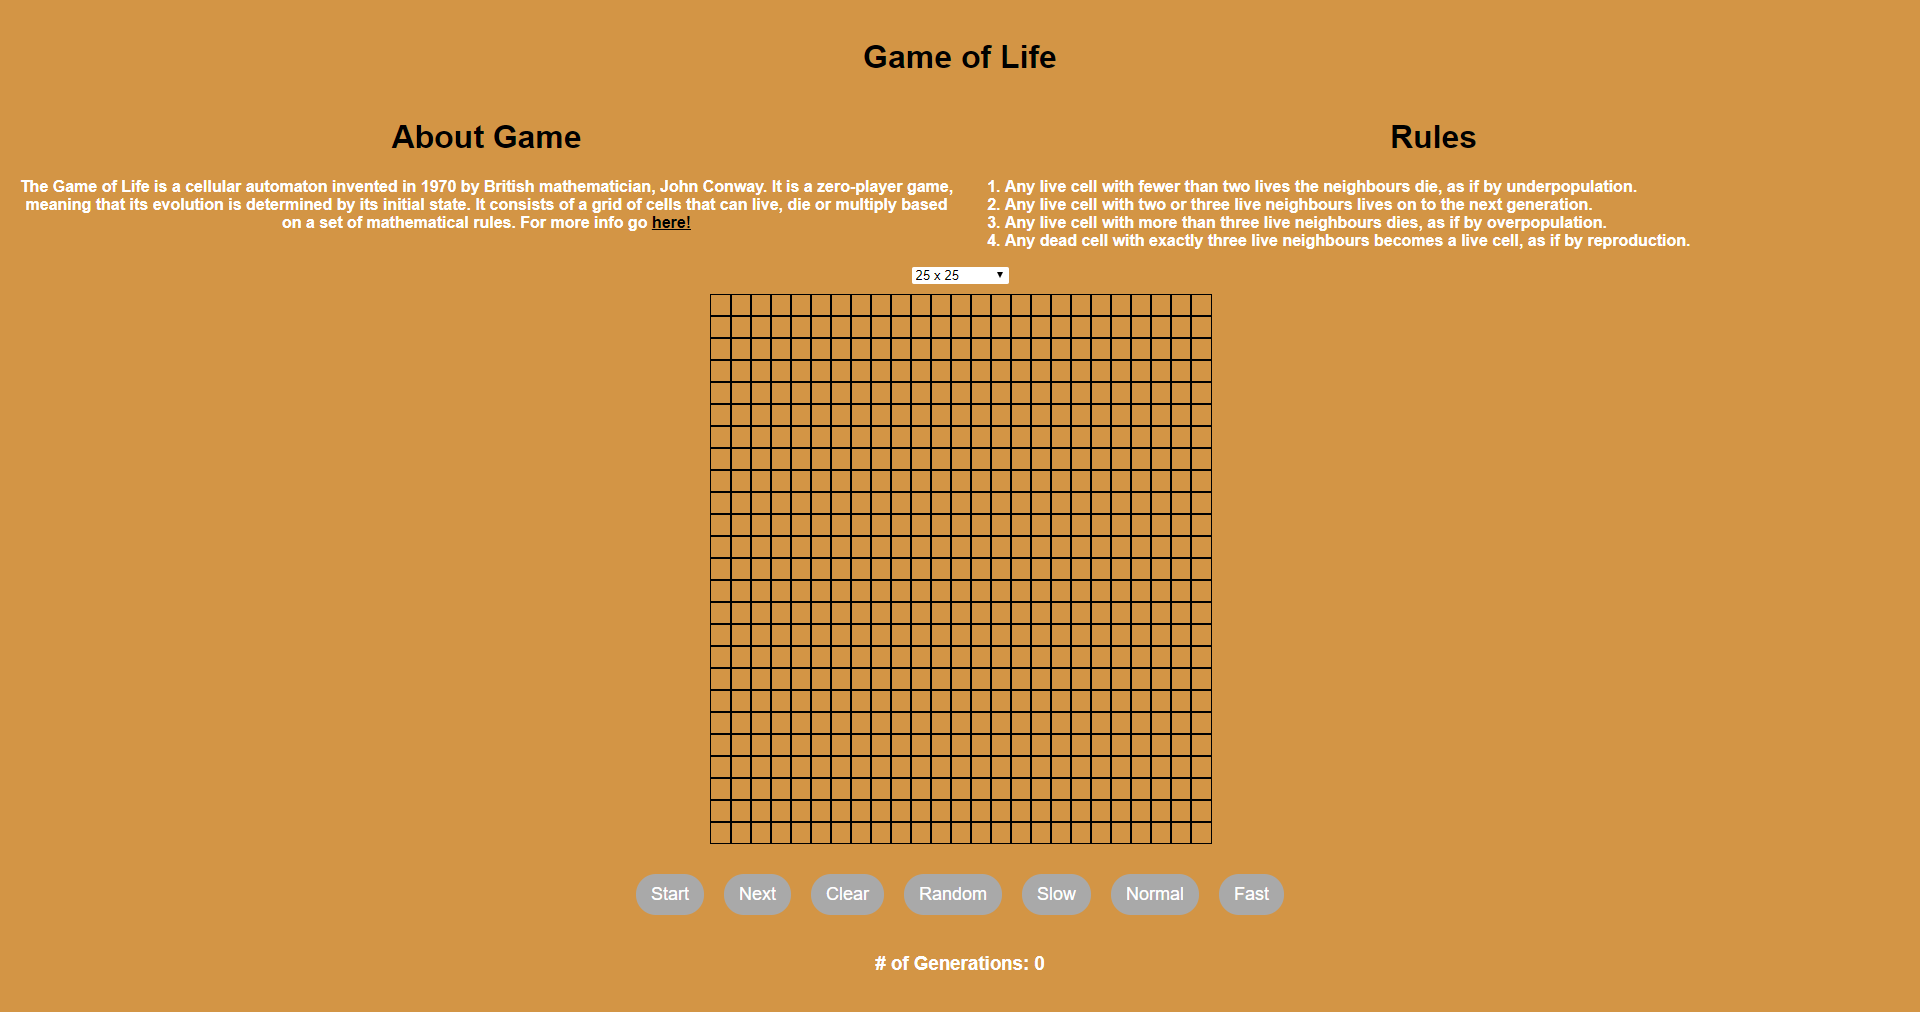 Game of Life
About Game
The Game of Life is a cellular automaton invented in 1970 by British mathematician, John Conway. It is a zero-player game,
meaning that its evolution is determined by its initial state. It consists of a grid of cells that can live, die or multiply based
on a set of mathematical rules. For more info go here!
Rules
1. Any live cell with fewer than two lives the neighbours die, as if by underpopulation.
2. Any live cell with two or three live neighbours lives on to the next generation.
3. Any live cell with more than three live neighbours dies, as if by overpopulation.
4. Any dead cell with exactly three live neighbours becomes a live cell, as if by reproduction.
25 x 25
Start Next Clear Random Slow Normal Fast
# of Generations: 0